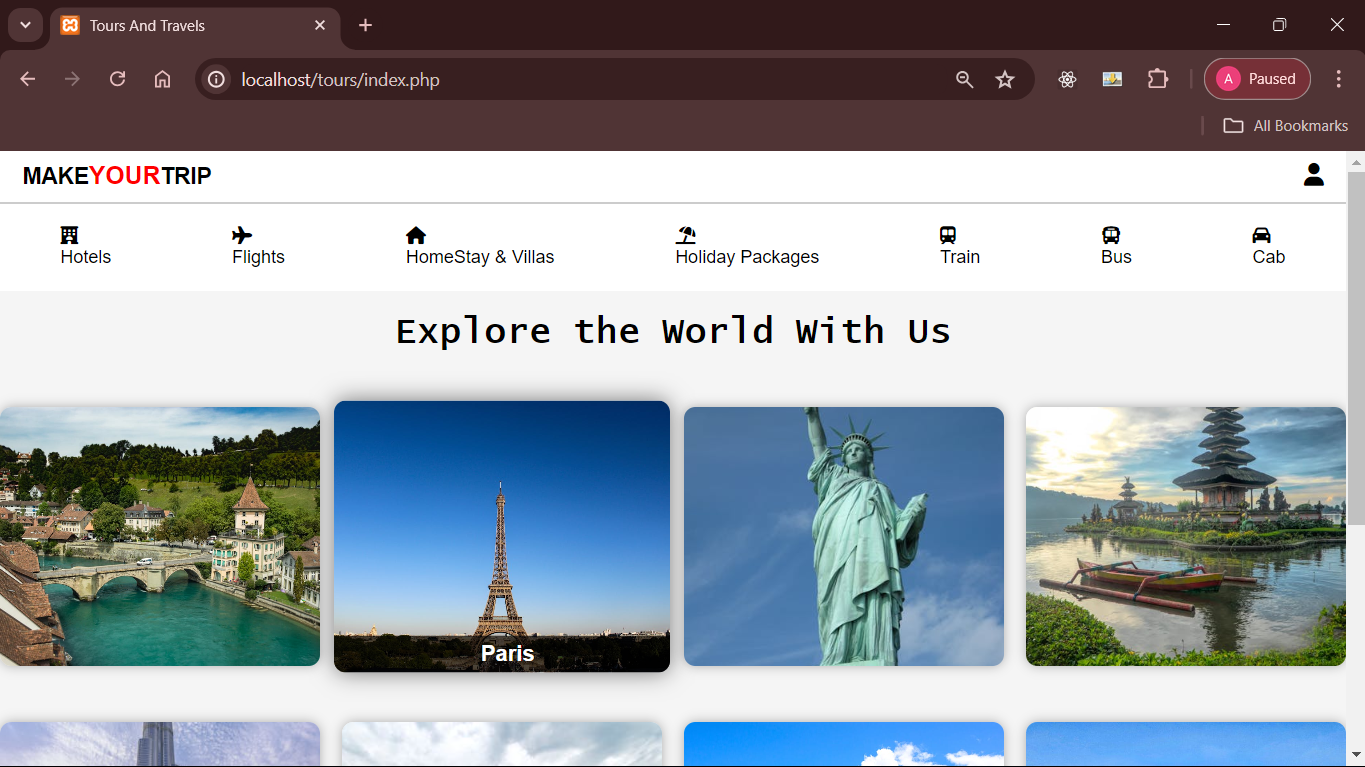 Tours And Travels
localhost/tours/index.php
A Paused
All Bookmarks
MAKEYOURTRIP
Hotels Flights HomeStay & Villas Holiday Packages Train Bus Cab
Explore the World With Us
Paris